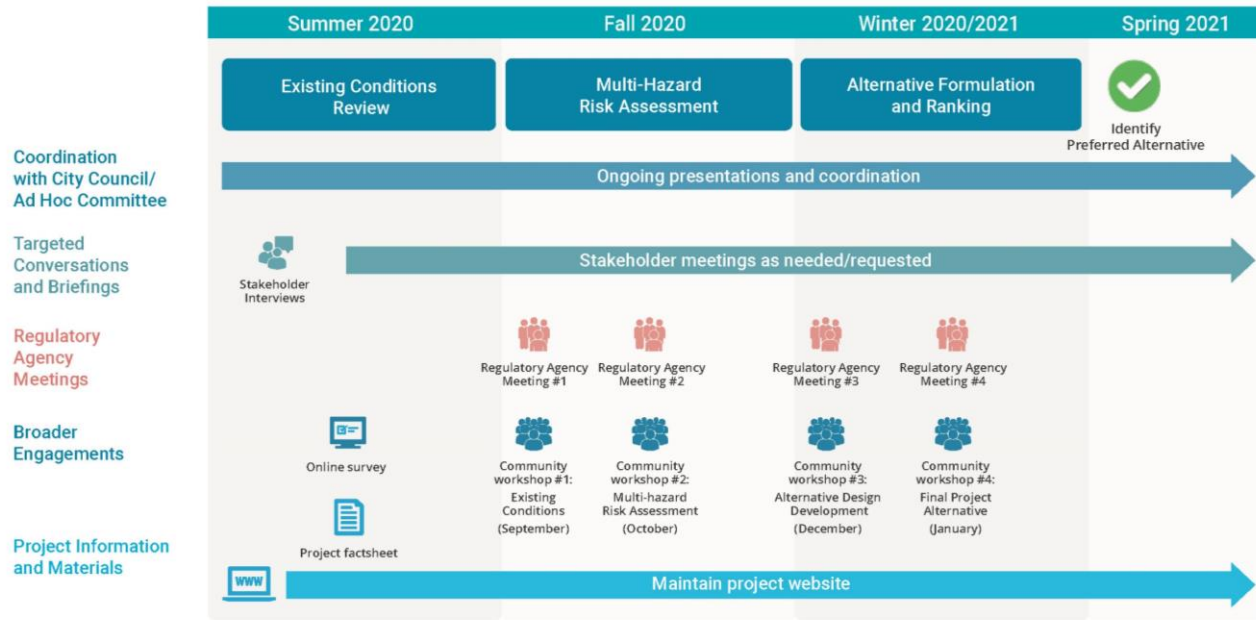 Summer 2020
Fall 2020
Winter 2020/2021
Spring 2021
Existing Conditions
Review
Multi-Hazard
Risk Assessment
Alternative Formulation
and Ranking
Identify
Preferred Alternative
Coordination
with City Council/
Ad Hoc Committee
Ongoing presentations and coordination
Targeted
Conversations
and Briefings
Stakeholder
Interviews
Stakeholder meetings as needed/requested
Regulatory
Agency
Meetings
Regulatory Agency
Meeting #1
Regulatory Agency
Meeting #2
Regulatory Agency
Meeting #3
Regulatory Agency
Meeting #4
Broader
Engagements
Online survey
Community
workshop #1:
Existing
Conditions
(September)
Community
workshop #2:
Multi-hazard
Risk Assessment
(October)
Community
workshop #3:
Alternative Design
Development
(December)
Community
workshop #4:
Final Project
Alternative
(January)
Project Information
and Materials
Project factsheet
WWW
Maintain project website